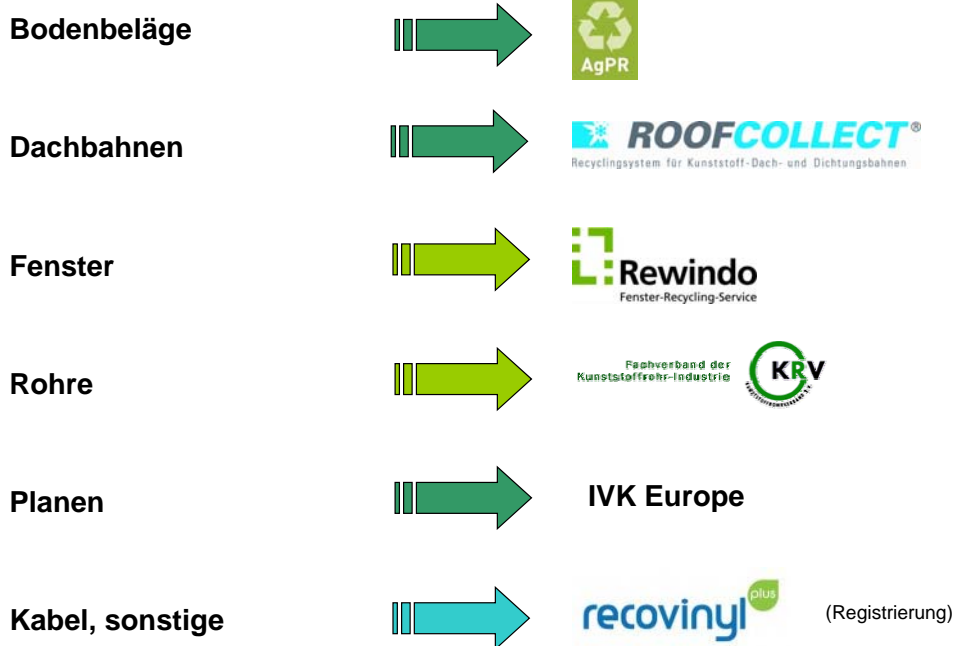 Bodenbeläge
AgPR
Dachbahnen
ROOFCOLLECT®
Recyclingsystem für Kunststoff-Dach- und Dichtungsbahnen
Fenster
Rewindo
Fenster-Recycling-Service
Rohre
Fachverband der
Kunststoffrohr-Industrie
KRV
Planen
IVK Europe
Kabel, sonstige
recovinyl plus
(Registrierung)